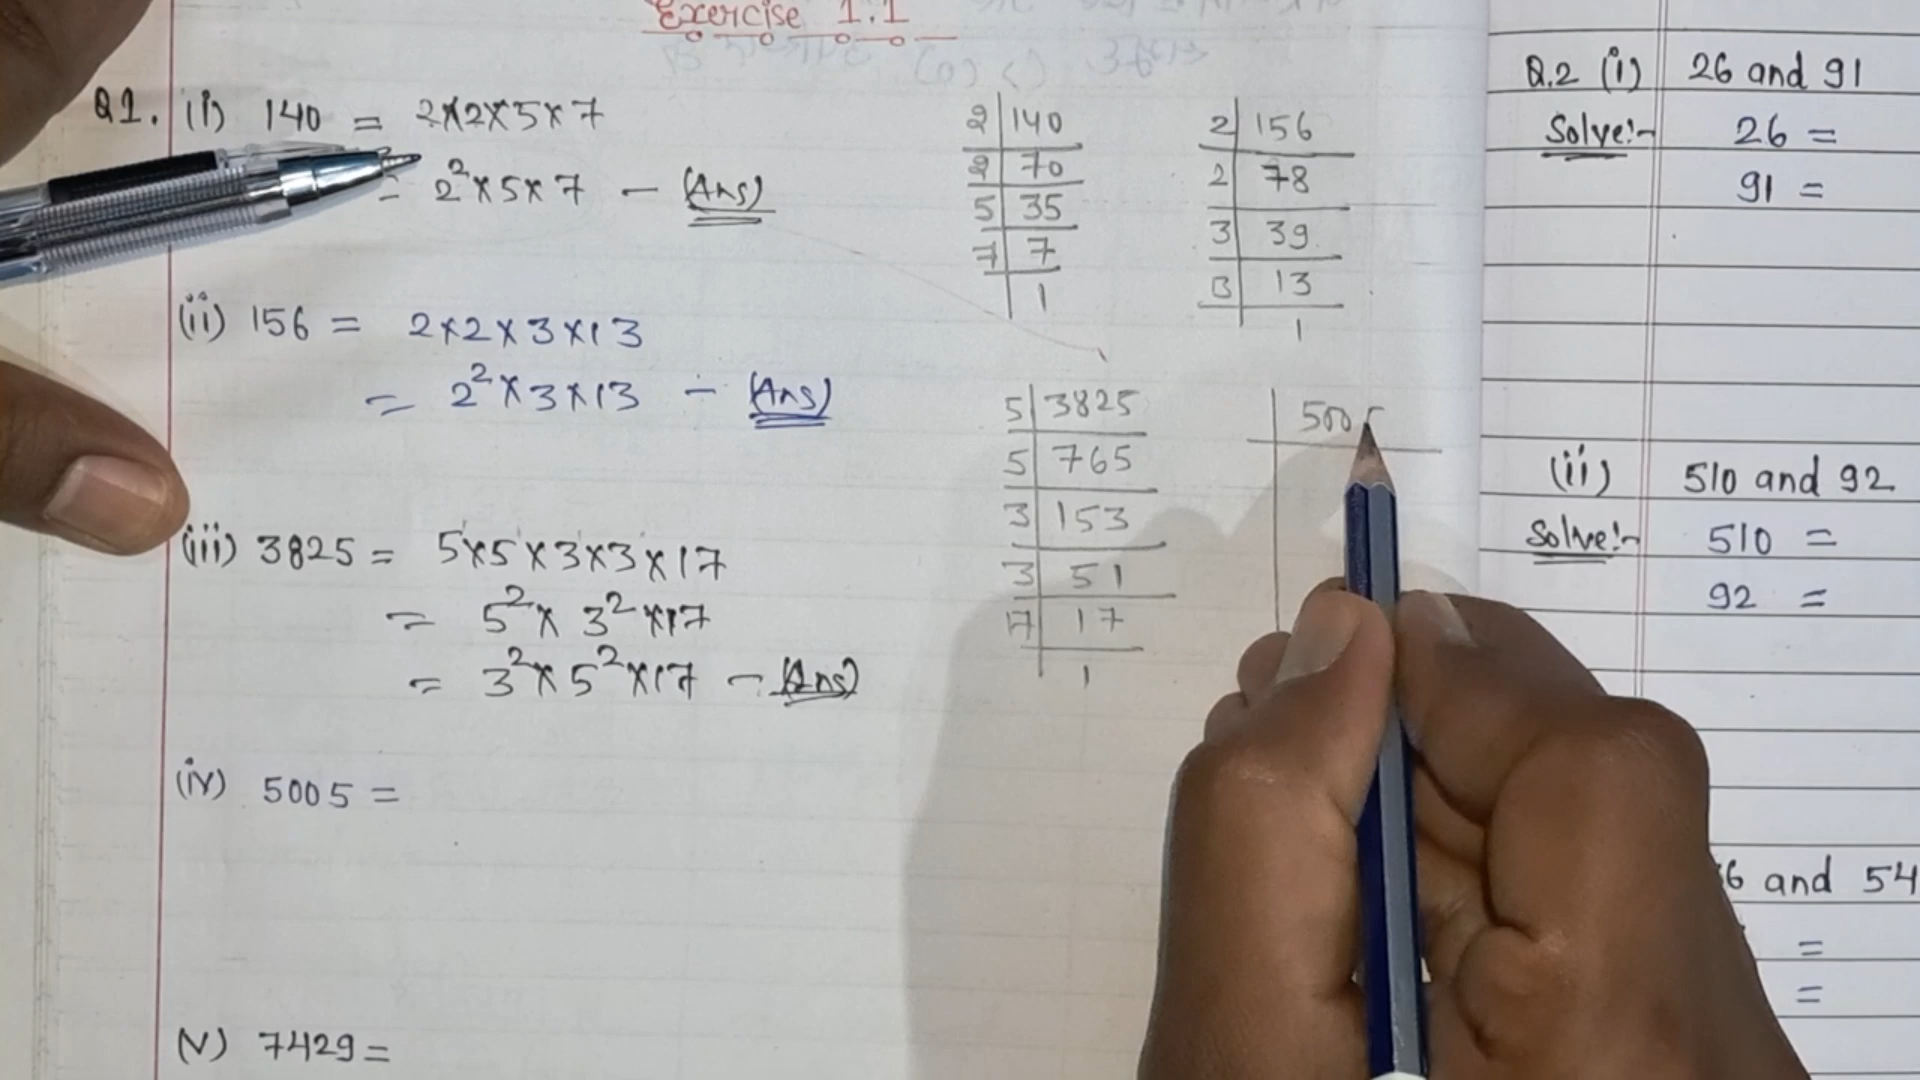 Exercise 1.1
Q1. (i) 140 = 2×2×5×7
= 2²×5×7 - (Ans)
(ii) 156 = 2×2×3×13
= 2²×3×13 - (Ans)
(iii) 3825 = 5×5×3×3×17
= 5²×3²×17
= 3²×5²×17 - (Ans)
(iv) 5005 =
(v) 7429 =
2 140
2 70
5 35
7 7
1
2 156
2 78
3 39
13 13
1
5 3825
5 765
3 153
3 51
17 17
1
5005
Q.2 (i) 26 and 91
Solve:- 26 =
91 =
(ii) 510 and 92
Solve:- 510 =
92 =
6 and 54
=
=